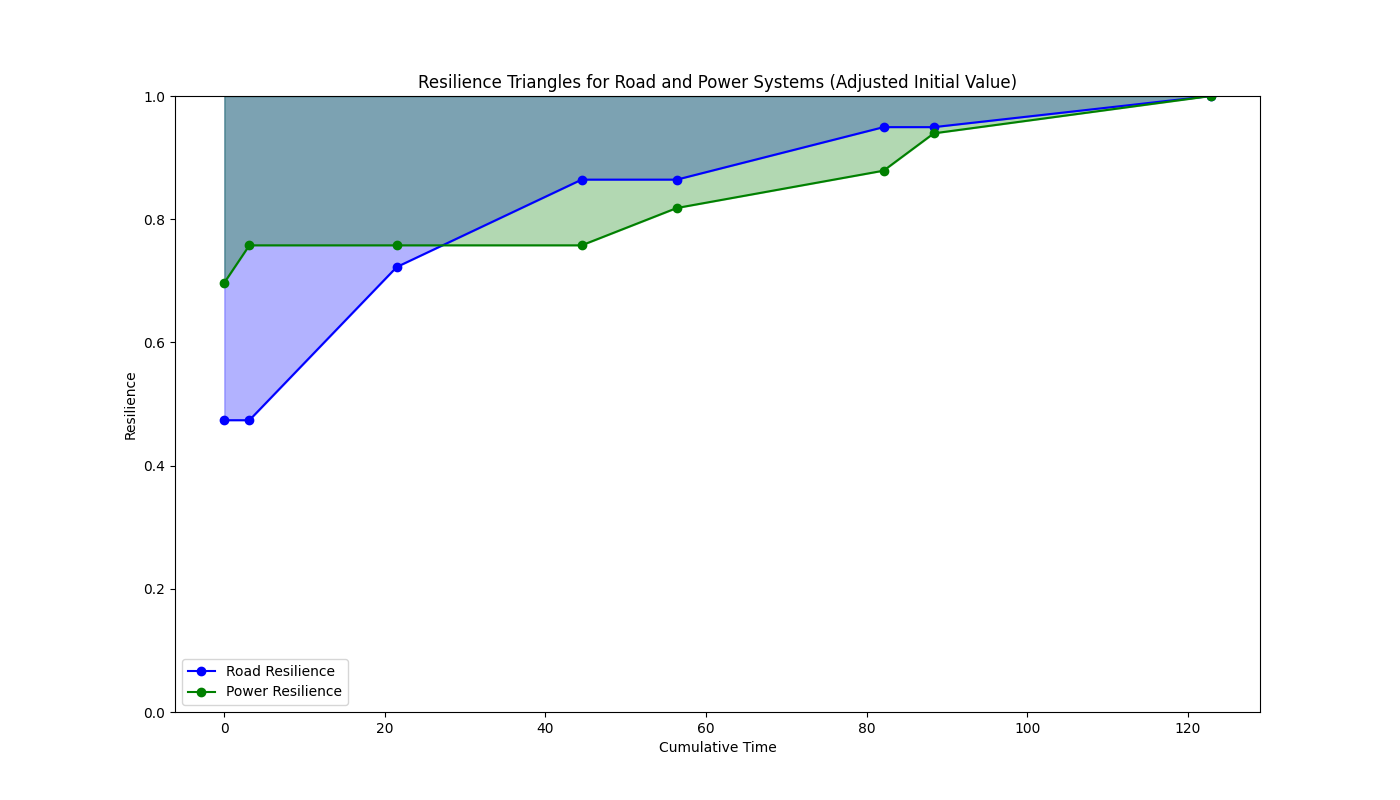 Resilience Triangles for Road and Power Systems (Adjusted Initial Value)
1.0
0.8
0.6
0.4
0.2
0.0
Resilience
Road Resilience
Power Resilience
0 20 40 60 80 100 120
Cumulative Time